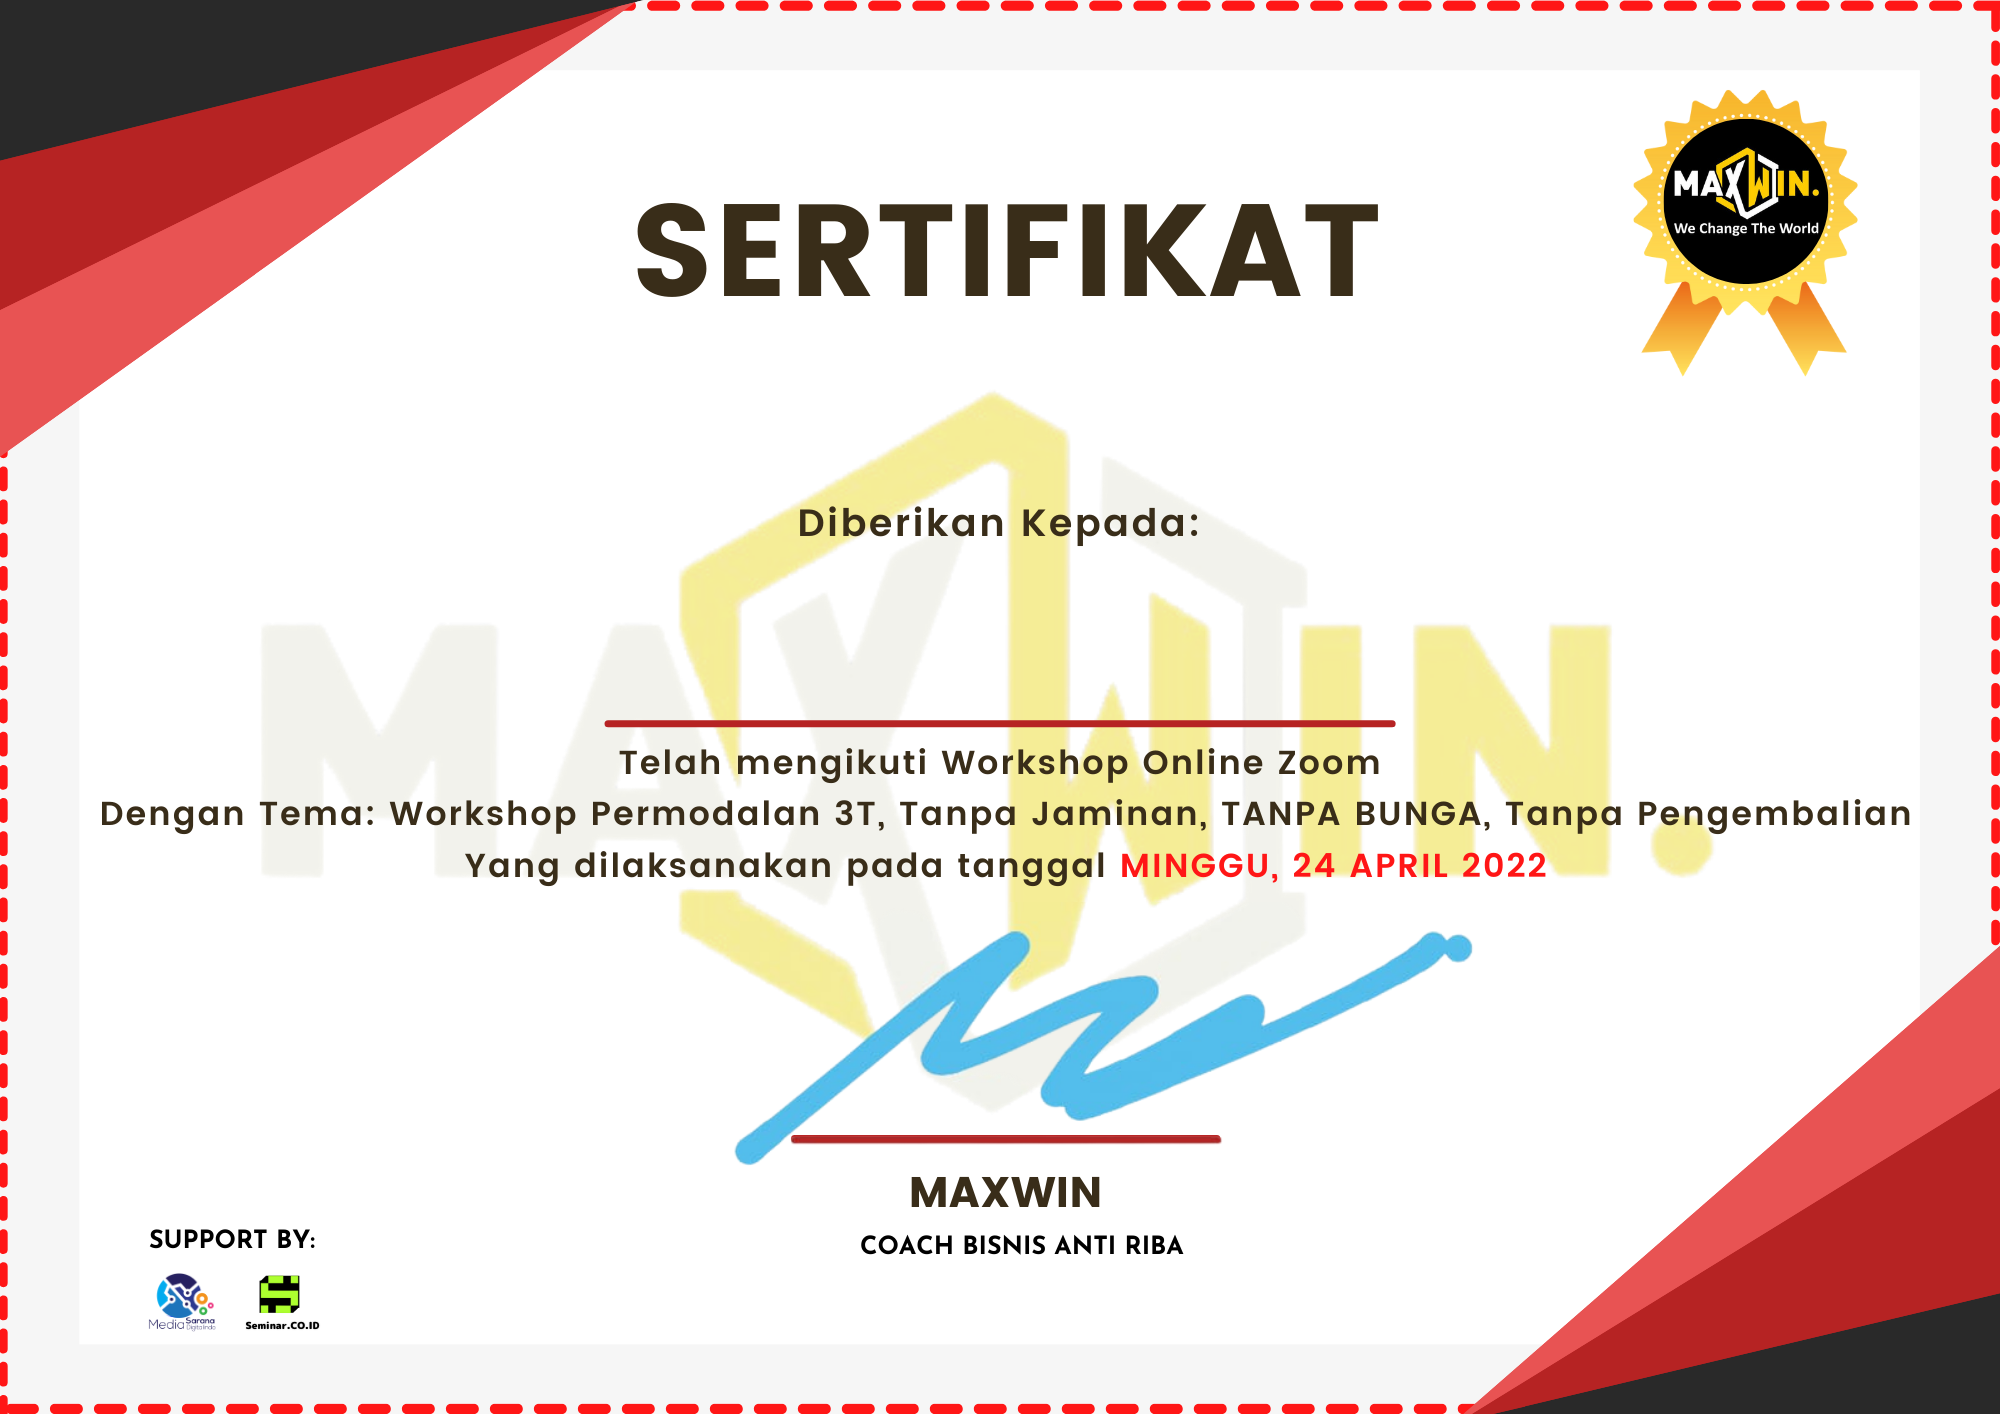 SERTIFIKAT
MAXWIN.
We Change The World
Diberikan Kepada:
MAXWIN.
Telah mengikuti Workshop Online Zoom
Dengan Tema: Workshop Permodalan 3T, Tanpa Jaminan, TANPA BUNGA, Tanpa Pengembalian
Yang dilaksanakan pada tanggal MINGGU, 24 APRIL 2022
MAXWIN
COACH BISNIS ANTI RIBA
SUPPORT BY:
Media Sarana Digitalindo
Seminar.CO.ID